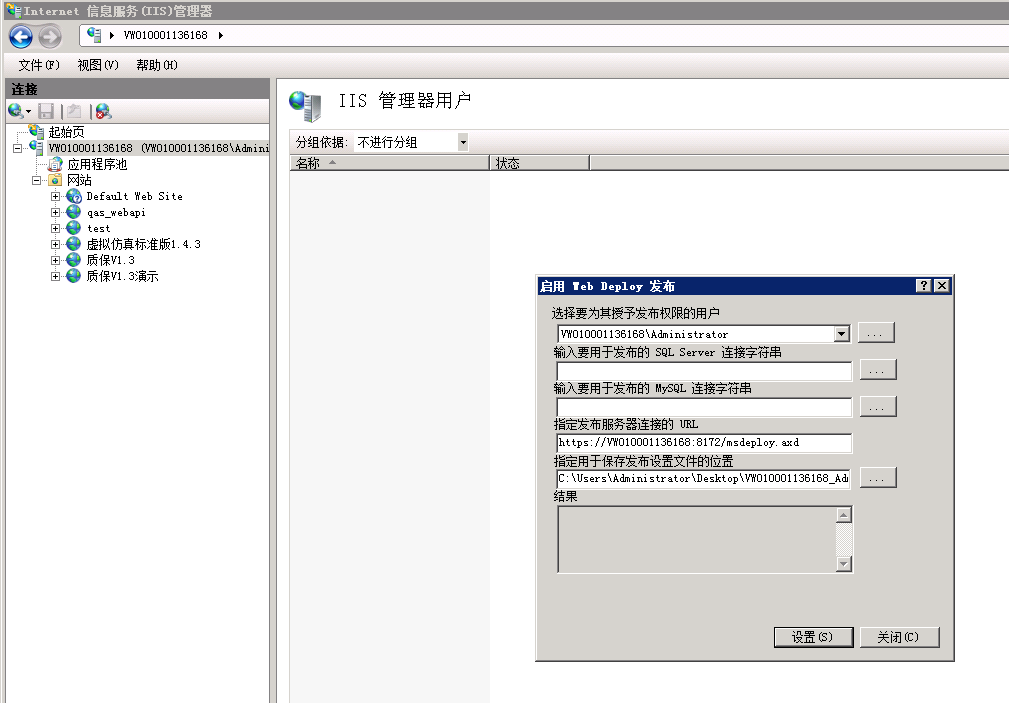 Internet 信息服务(IIS)管理器
VW010001136168
文件(F) 视图(V) 帮助(H)
连接
起始页
VW010001136168 (VW010001136168\Admini
应用程序池
网站
Default Web Site
qas_webapi
test
虚拟仿真标准版1.4.3
质保V1.3
质保V1.3演示
IIS 管理器用户
分组依据: 不进行分组
名称 状态
启用 Web Deploy 发布
选择要为其授予发布权限的用户
VW010001136168\Administrator ...
输入要用于发布的 SQL Server 连接字符串
...
输入要用于发布的 MySQL 连接字符串
...
指定发布服务器连接的 URL
https://VW010001136168:8172/msdeploy.axd
指定用于保存发布设置文件的位置
C:\Users\Administrator\Desktop\VW010001136168_Ad ...
结果
设置(S) 关闭(C)